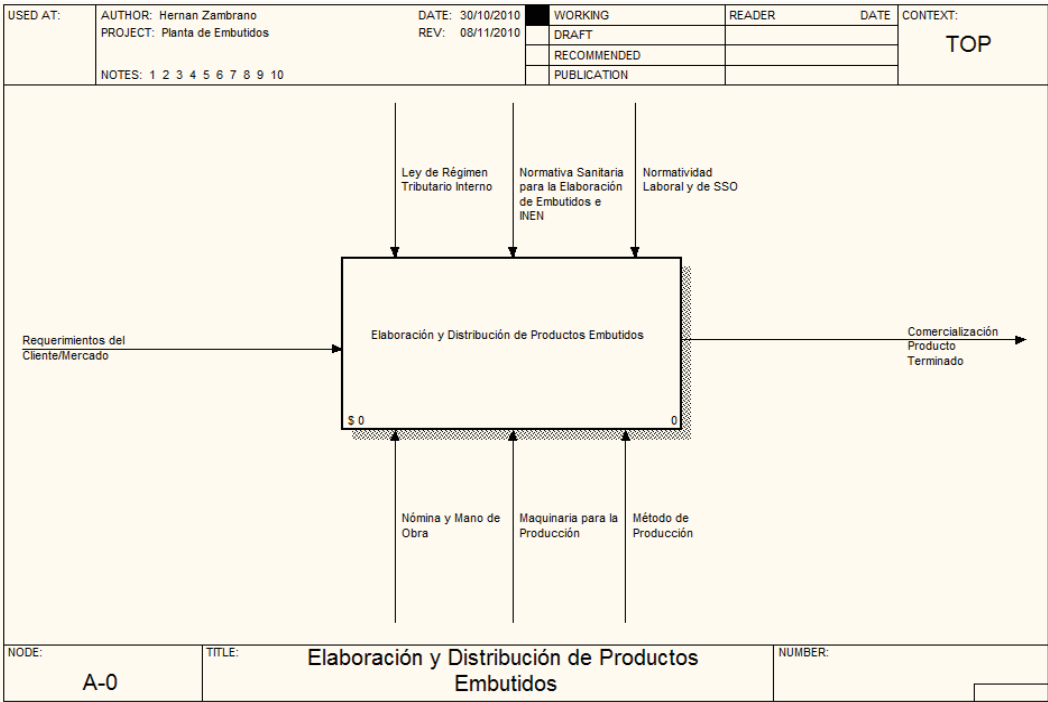 USED AT:
AUTHOR: Hernan Zambrano
DATE: 30/10/2010
PROJECT: Planta de Embutidos
REV: 08/11/2010
NOTES: 1 2 3 4 5 6 7 8 9 10
WORKING
DRAFT
RECOMMENDED
PUBLICATION
READER
DATE
CONTEXT:
TOP
Ley de Régimen
Tributario Interno
Normativa Sanitaria
para la Elaboración
de Embutidos e
INEN
Normatividad
Laboral y de SSO
Requerimientos del
Cliente/Mercado
Elaboración y Distribución de Productos Embutidos
$ 0
0
Comercialización
Producto
Terminado
Nómina y Mano de
Obra
Maquinaria para la
Producción
Método de
Producción
NODE:
A-0
TITLE:
Elaboración y Distribución de Productos
Embutidos
NUMBER: